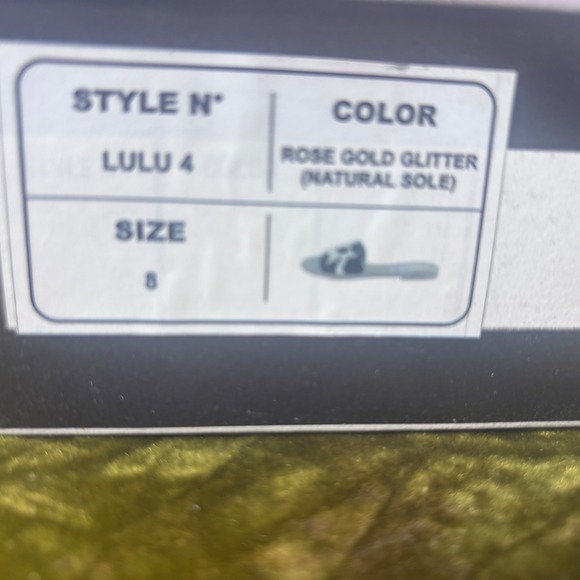 STYLE N°
LULU 4
COLOR
ROSE GOLD GLITTER
(NATURAL SOLE)
SIZE
8